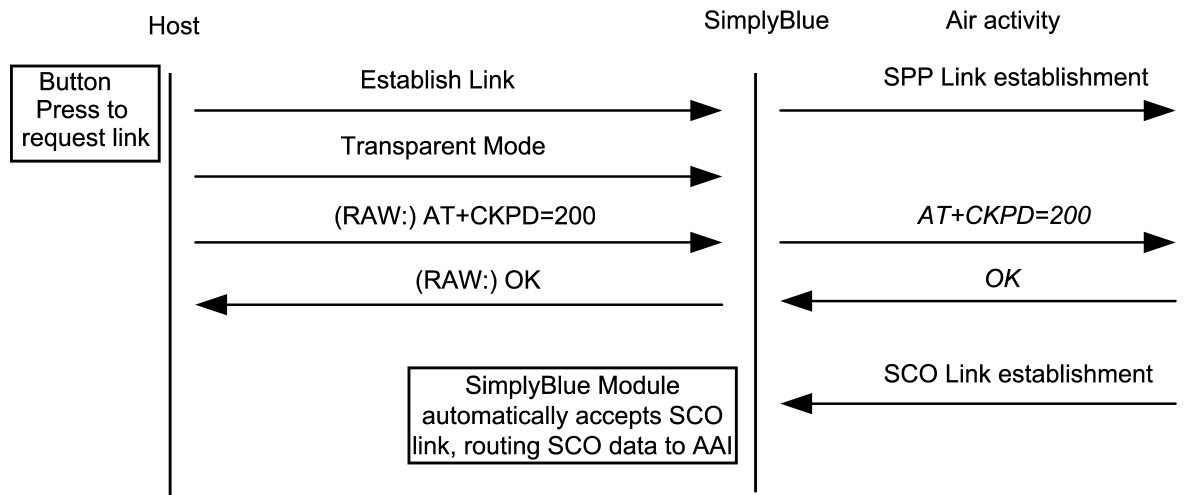 Host
SimplyBlue
Air activity
Button
Press to
request link
Establish Link
SPP Link establishment
Transparent Mode
(RAW:) AT+CKPD=200
AT+CKPD=200
(RAW:) OK
OK
SimplyBlue Module
automatically accepts SCO
link, routing SCO data to AAI
SCO Link establishment